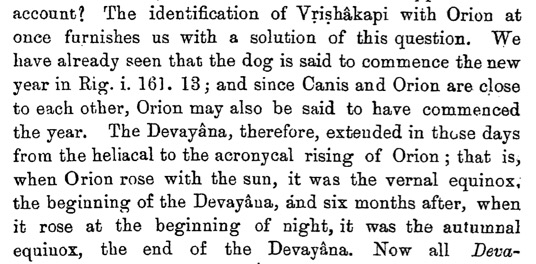 account? The identification of Vṛiṣhâkapi with Orion at
once furnishes us with a solution of this question. We
have already seen that the dog is said to commence the new
year in Rig. i. 161. 13; and since Canis and Orion are close
to each other, Orion may also be said to have commenced
the year. The Devayâna, therefore, extended in those days
from the heliacal to the acronycal rising of Orion; that is,
when Orion rose with the sun, it was the vernal equinox,
the beginning of the Devayâna, and six months after, when
it rose at the beginning of night, it was the autumnal
equinox, the end of the Devayâna. Now all Deva-